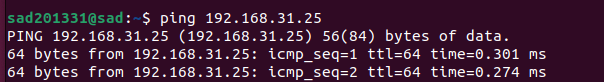 sad201331@sad:~$ ping 192.168.31.25
PING 192.168.31.25 (192.168.31.25) 56(84) bytes of data.
64 bytes from 192.168.31.25: icmp_seq=1 ttl=64 time=0.301 ms
64 bytes from 192.168.31.25: icmp_seq=2 ttl=64 time=0.274 ms